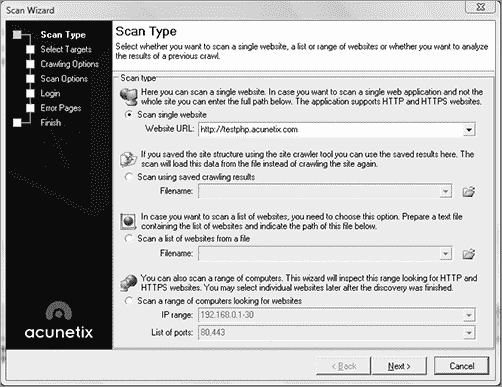 Scan Wizard
Scan Type
Select Targets
Crawling Options
Scan Options
Login
Error Pages
Finish
acunetix
Scan Type
Select whether you want to scan a single website, a list or range of websites or whether you want to analyze
the results of a previous crawl.
Scan type
Here you can scan a single website. In case you want to scan a single web application and not the
whole site you can enter the full path below. The application supports HTTP and HTTPS websites.
Scan single website
Website URL: http://testphp.acunetix.com
If you saved the site structure using the site crawler tool you can use the saved results here. The
scan will load this data from the file instead of crawling the site again.
Scan using saved crawling results
Filename:
In case you want to scan a list of websites, you need to choose this option. Prepare a text file
containing the list of websites and indicate the path of this file below.
Scan a list of websites from a file
Filename:
You can also scan a range of computers. This wizard will inspect this range looking for HTTP and
HTTPS websites. You may select individual websites later after the discovery was finished.
Scan a range of computers looking for websites
IP range: 192.168.0.1-30
List of ports: 80,443
< Back Next > Cancel